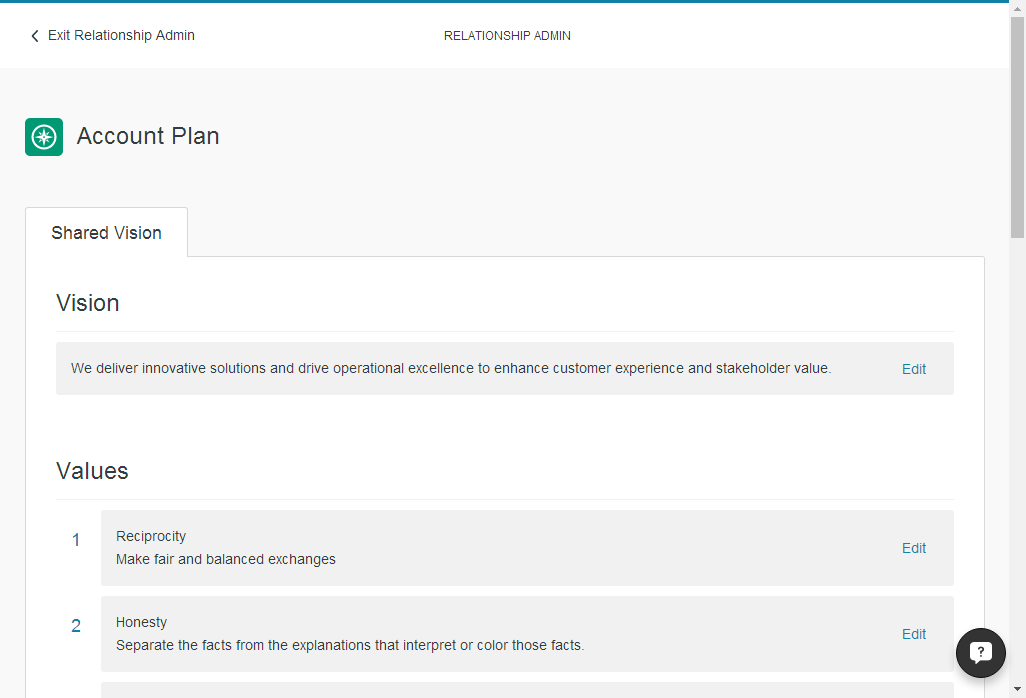 Exit Relationship Admin
RELATIONSHIP ADMIN
Account Plan
Shared Vision
Vision
We deliver innovative solutions and drive operational excellence to enhance customer experience and stakeholder value.
Edit
Values
1
Reciprocity
Make fair and balanced exchanges
Edit
2
Honesty
Separate the facts from the explanations that interpret or color those facts.
Edit
?